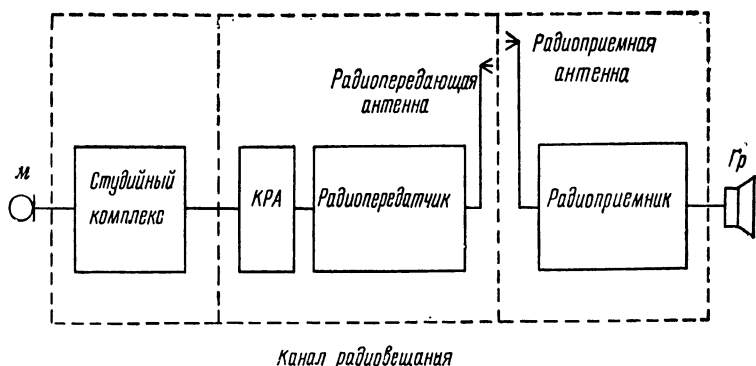 Радиоприемная
антенна
Радиопередающая
антенна
М
Студийный
комплекс
КРА
Радиопередатчик
Радиоприемник
Гр
Канал радиовещания